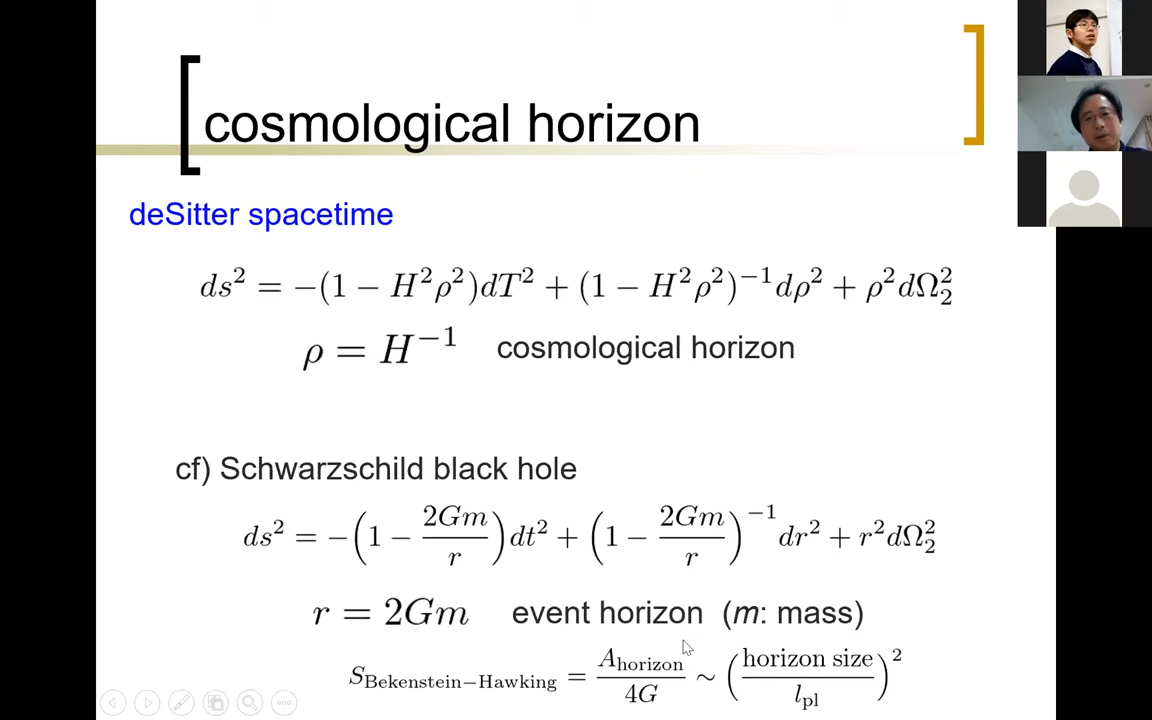 cosmological horizon
deSitter spacetime
ds² = −(1 − H²ρ²)dT² + (1 − H²ρ²)⁻¹dρ² + ρ²dΩ₂²
ρ = H⁻¹ cosmological horizon
cf) Schwarzschild black hole
ds² = −(1 − 2Gm/r)dt² + (1 − 2Gm/r)⁻¹dr² + r²dΩ₂²
r = 2Gm event horizon (m: mass)
S_Bekenstein−Hawking = A_horizon/4G ∼ (horizon size/l_pl)²